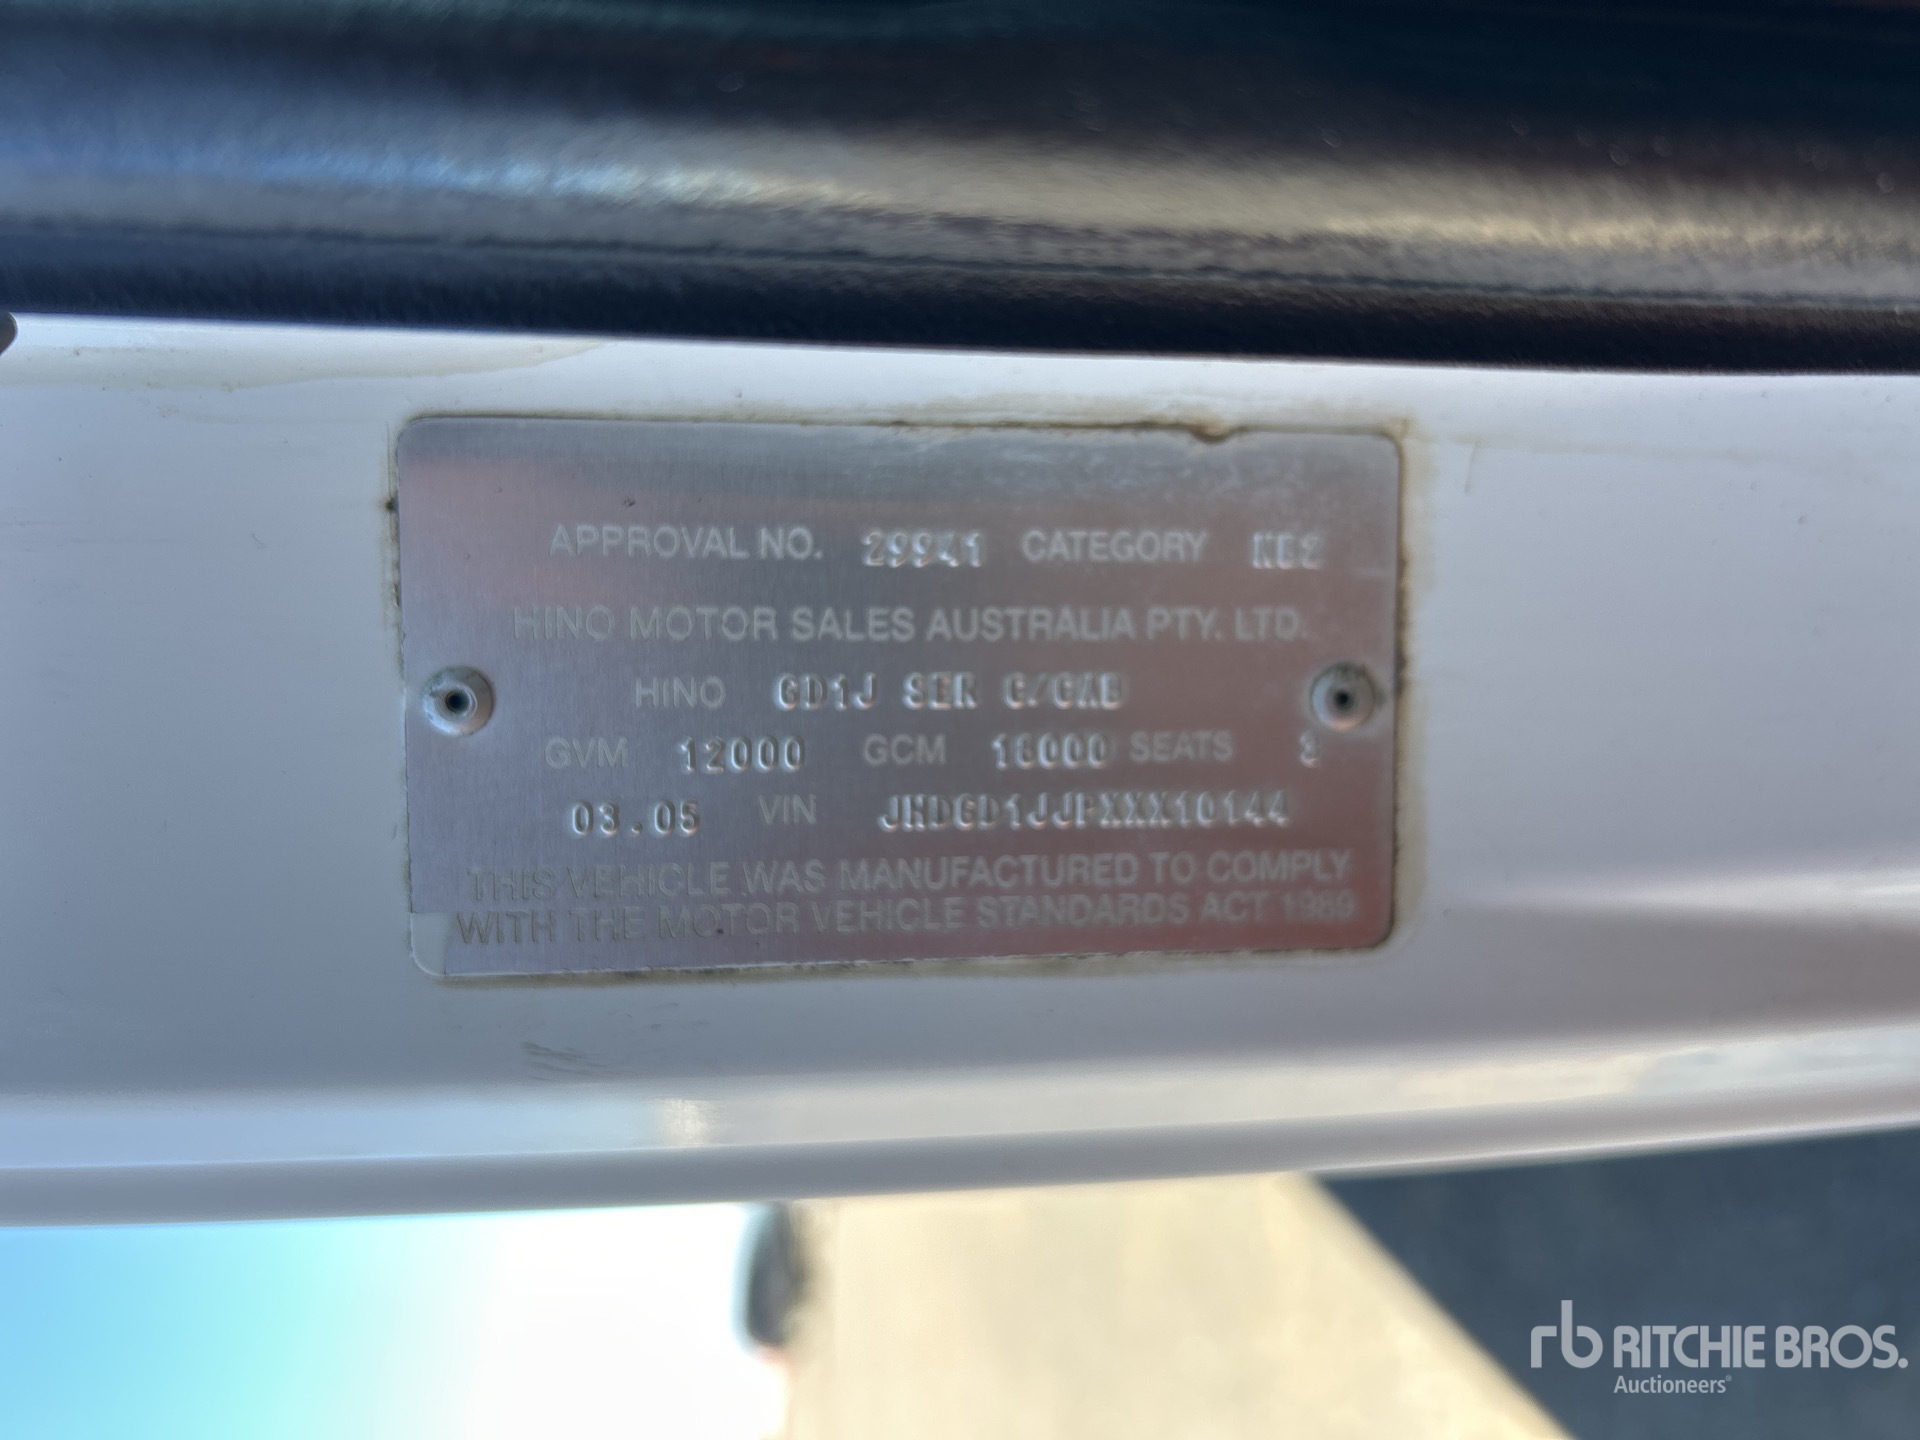 APPROVAL NO. 29941 CATEGORY NB2
HINO MOTOR SALES AUSTRALIA PTY. LTD.
HINO GD1J SER C/CAB
GVM 12000 GCM 16000 SEATS 3
03.05 VIN JHDGD1JJPXXX10144
THIS VEHICLE WAS MANUFACTURED TO COMPLY
WITH THE MOTOR VEHICLE STANDARDS ACT 1989
rb RITCHIE BROS.
Auctioneers®